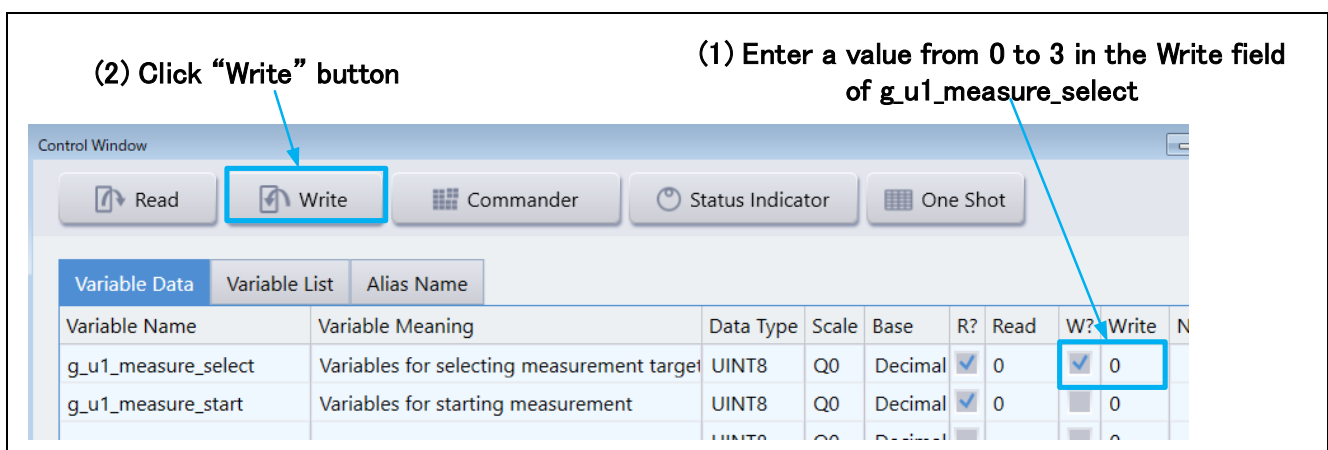 (1) Enter a value from 0 to 3 in the Write field
of g_u1_measure_select
(2) Click “Write” button
Control Window
Read Write Commander Status Indicator One Shot
Variable Data Variable List Alias Name
Variable Name Variable Meaning Data Type Scale Base R? Read W? Write N
g_u1_measure_select Variables for selecting measurement target UINT8 Q0 Decimal 0 0
g_u1_measure_start Variables for starting measurement UINT8 Q0 Decimal 0 0